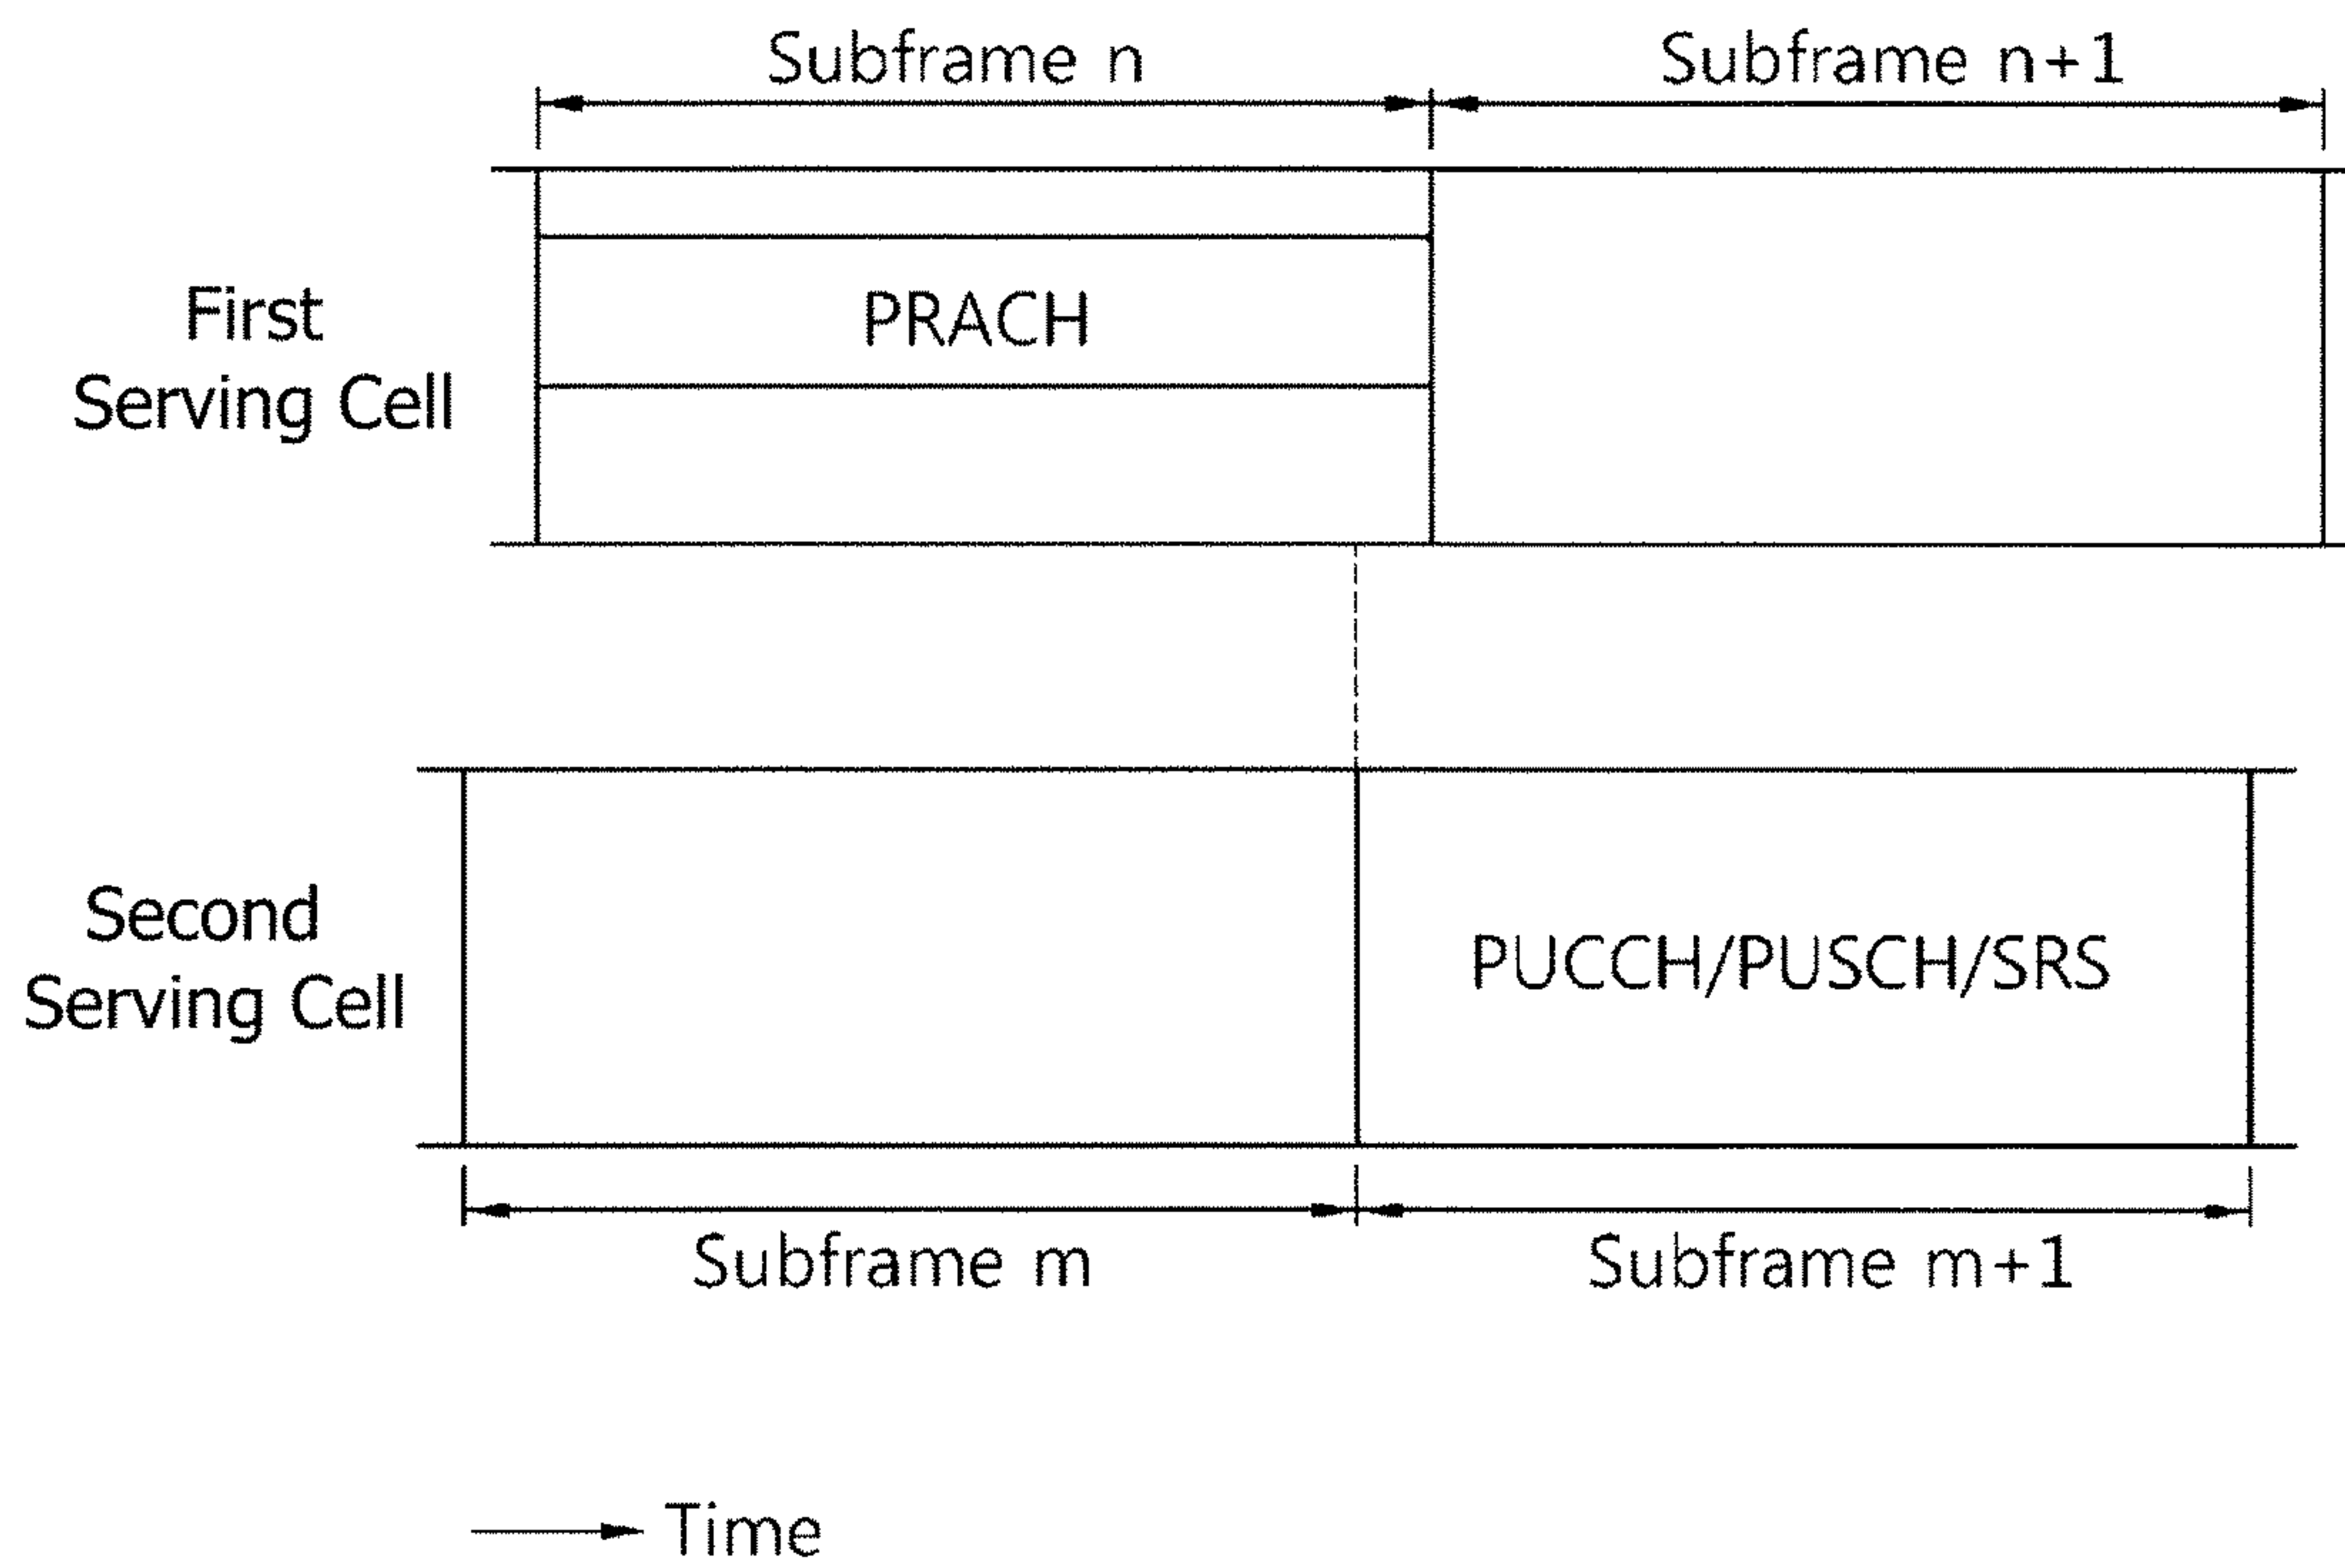 Subframe n
Subframe n+1
First
Serving Cell
PRACH
Second
Serving Cell
PUCCH/PUSCH/SRS
Subframe m
Subframe m+1
Time